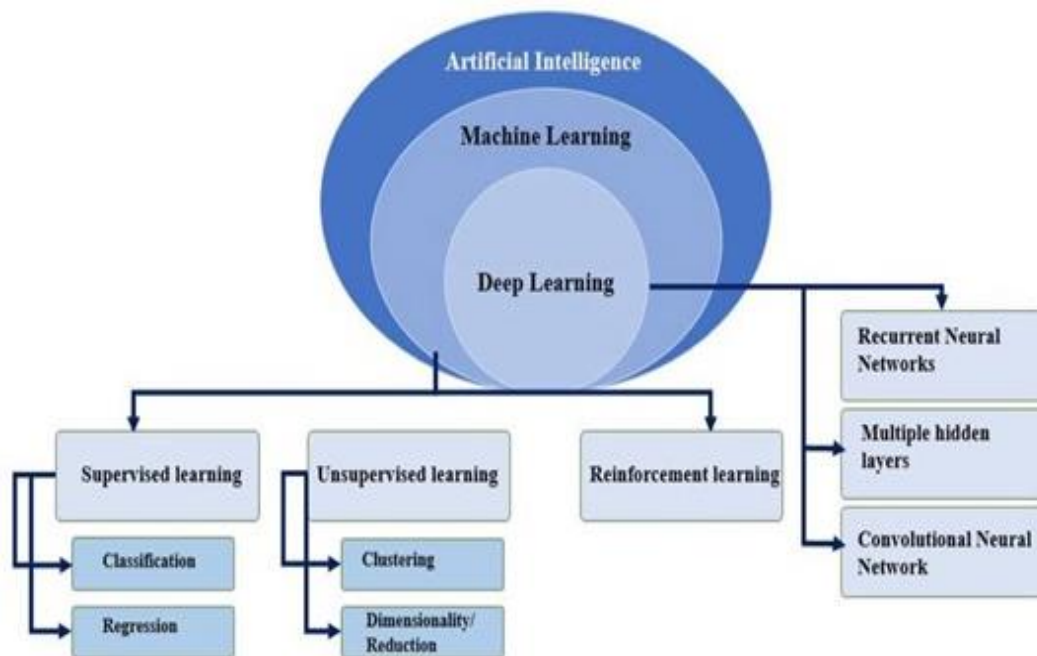 Artificial Intelligence
Machine Learning
Deep Learning
Recurrent Neural
Networks
Multiple hidden
layers
Convolutional Neural
Network
Supervised learning
Classification
Regression
Unsupervised learning
Clustering
Dimensionality/
Reduction
Reinforcement learning